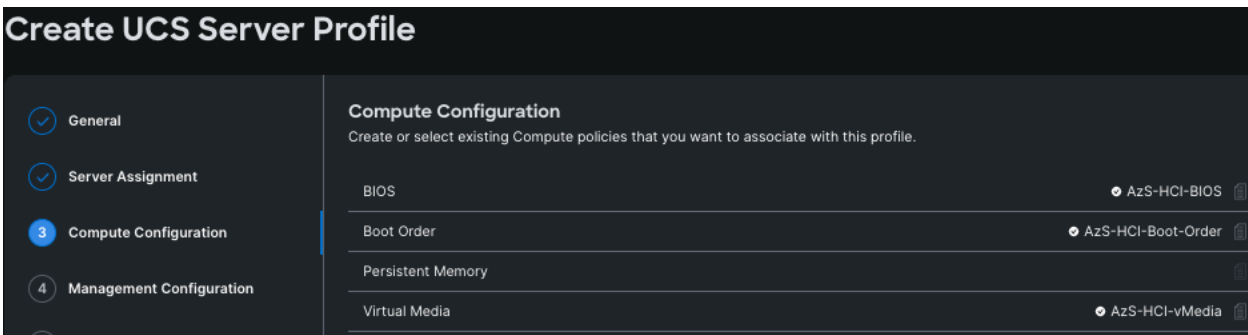 Create UCS Server Profile
General
Server Assignment
3 Compute Configuration
4 Management Configuration
Compute Configuration
Create or select existing Compute policies that you want to associate with this profile.
BIOS AzS-HCI-BIOS
Boot Order AzS-HCI-Boot-Order
Persistent Memory
Virtual Media AzS-HCI-vMedia